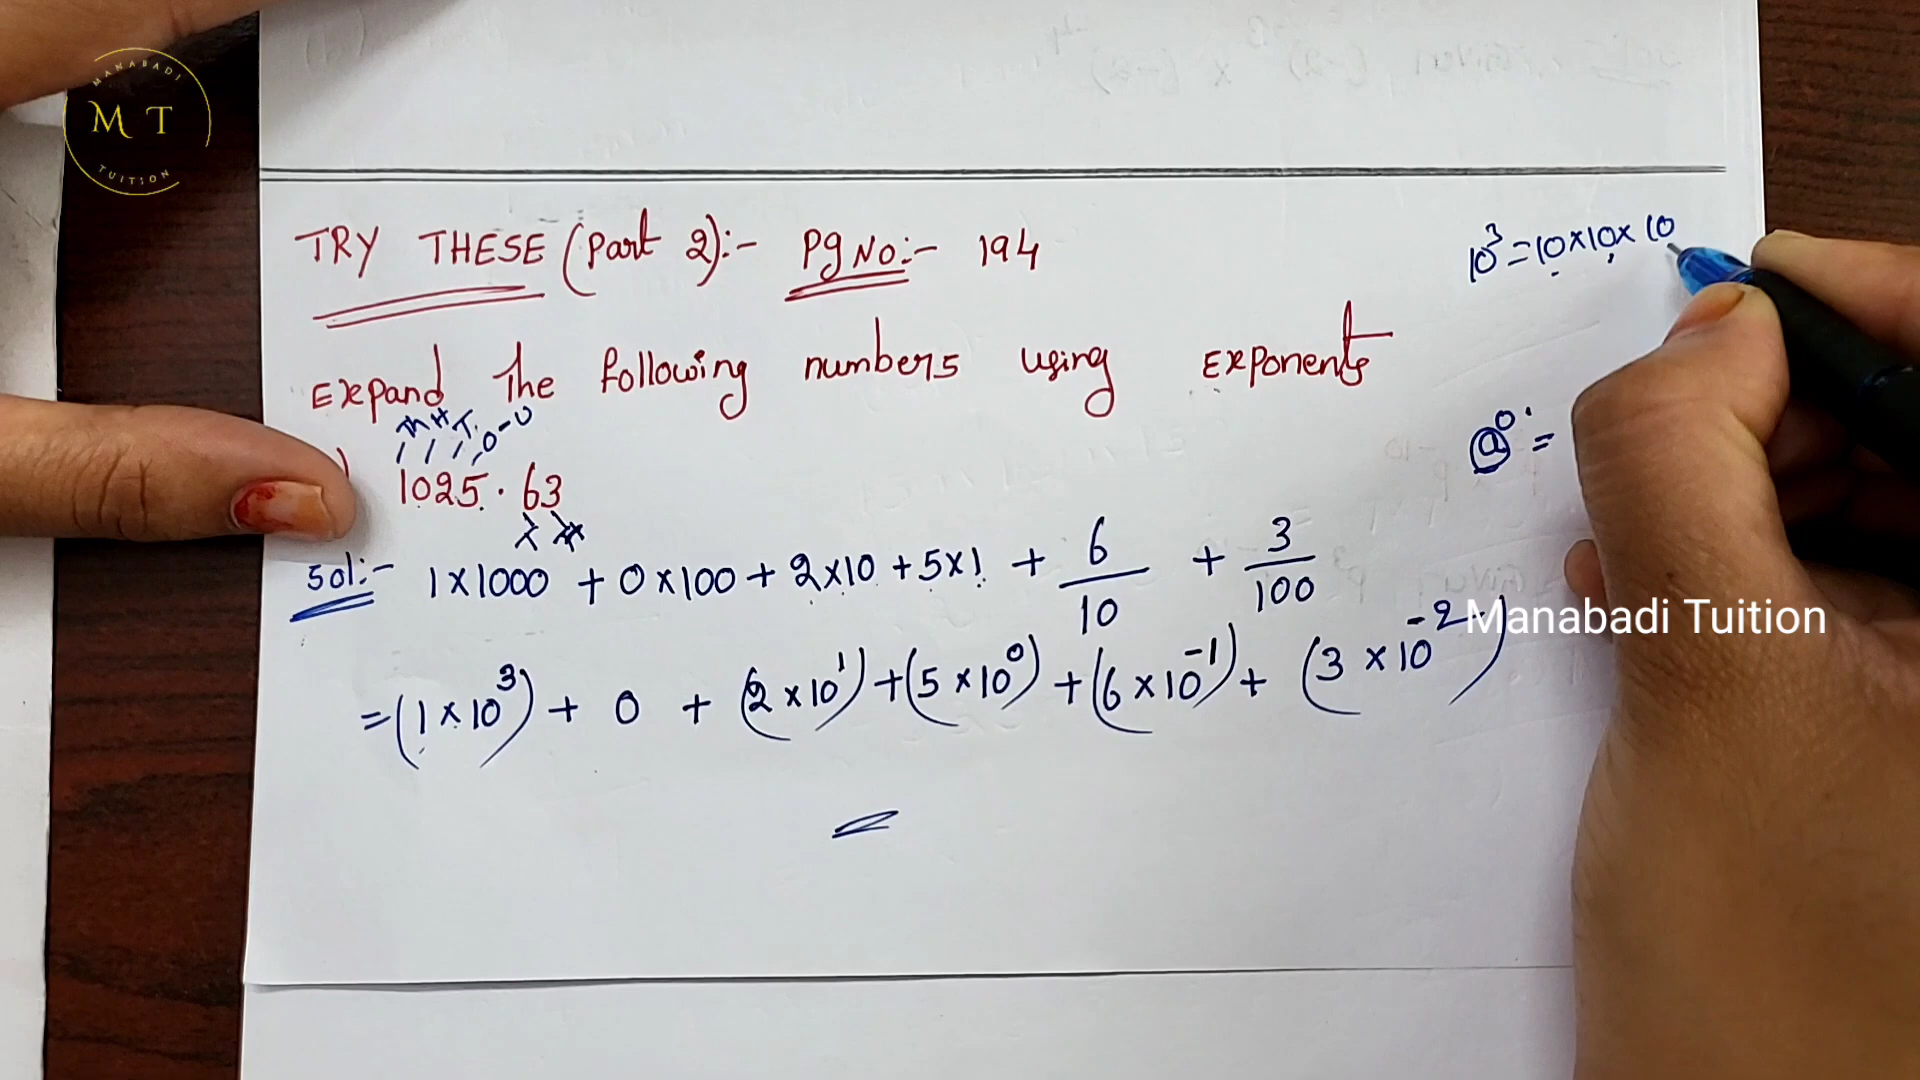 MANABADI
M T
TUITION
TRY THESE (Part 2):- Pg No:- 194
10³ = 10 × 10 × 10
Expand The following numbers using Exponents
Th H T. O-U
a⁰ =
) 1025.63
Sol:- 1 × 1000 + 0 × 100 + 2 × 10 + 5 × 1 + 6/10 + 3/100
Manabadi Tuition
= (1 × 10³) + 0 + (2 × 10¹) + (5 × 10⁰) + (6 × 10⁻¹) + (3 × 10⁻²)